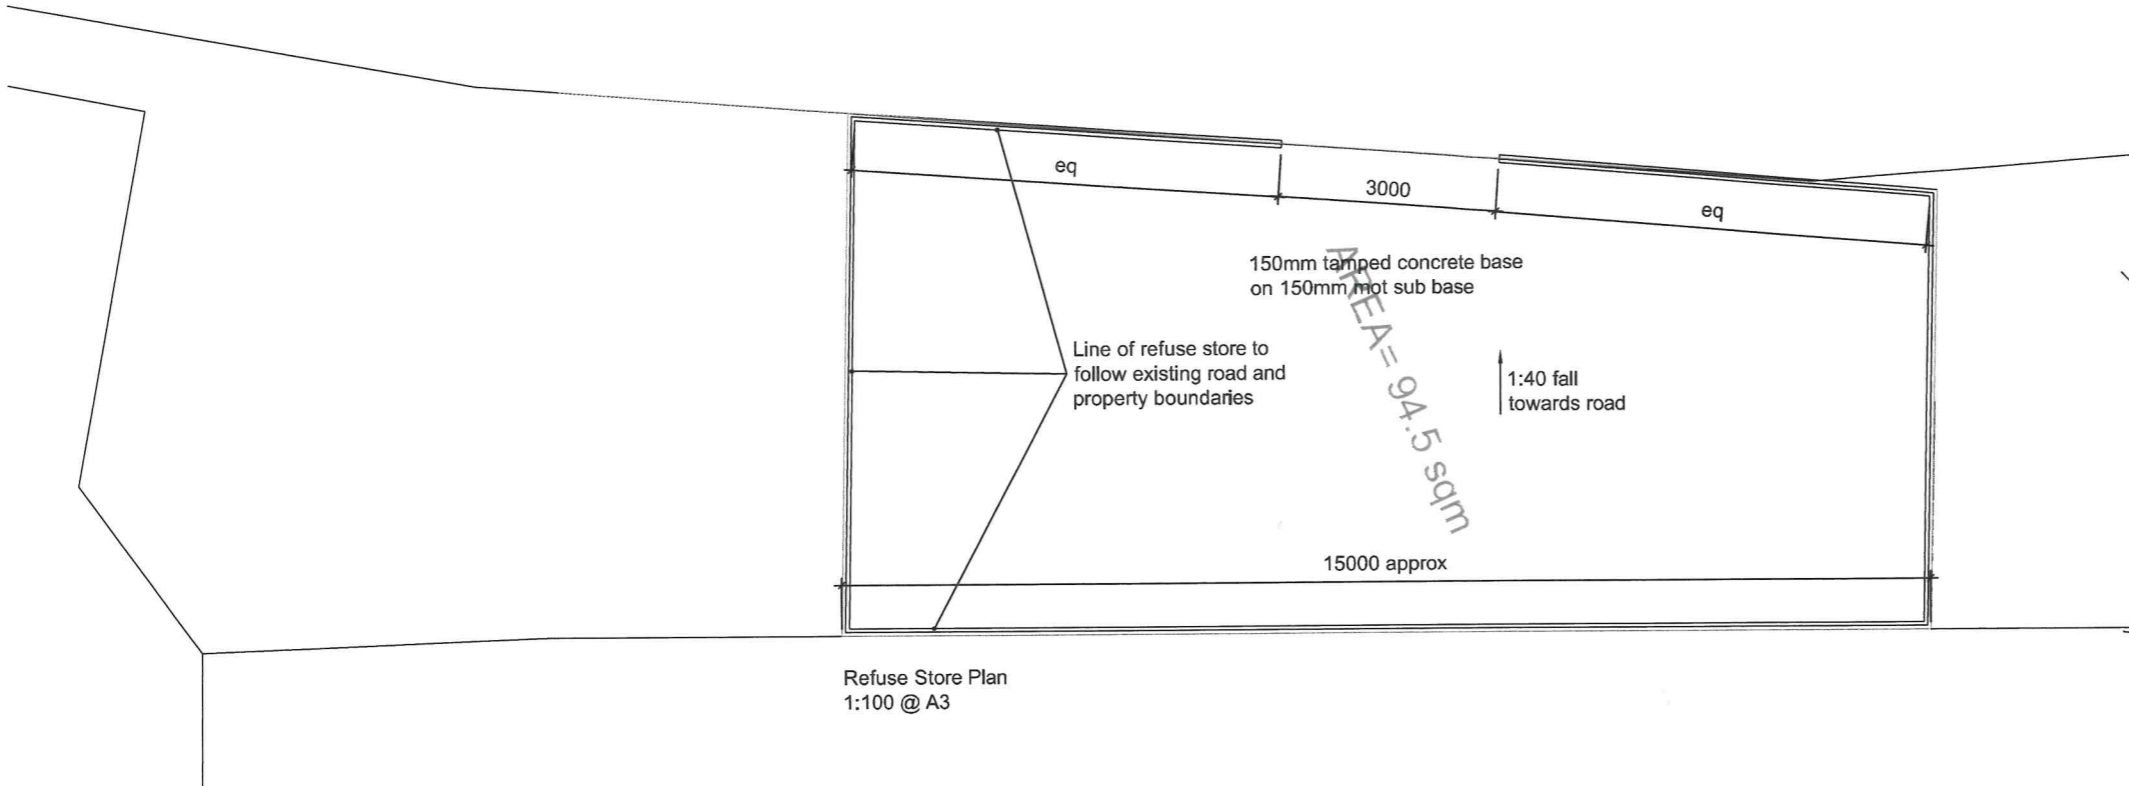 eq
3000
eq
150mm tamped concrete base
on 150mm mot sub base
AREA= 94.5 sqm
Line of refuse store to
follow existing road and
property boundaries
1:40 fall
towards road
15000 approx
Refuse Store Plan
1:100 @ A3